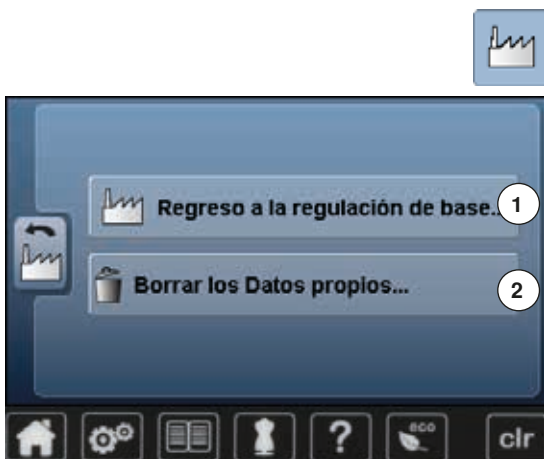 Regreso a la regulación de base...
1
Borrar los Datos propios...
2
?
eco
clr